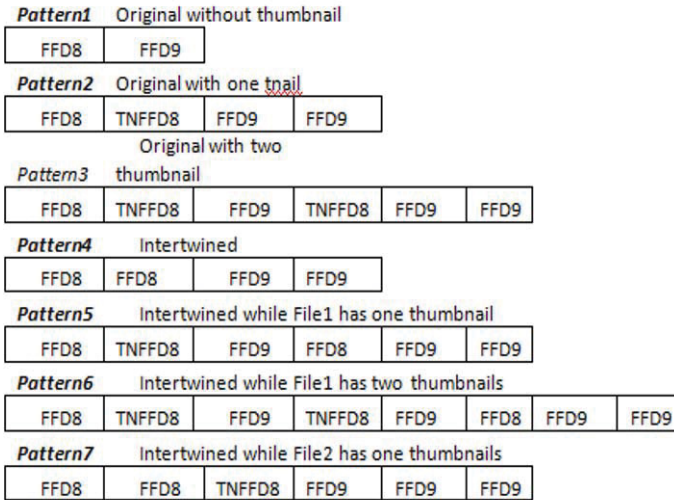 Pattern1 Original without thumbnail
FFD8 FFD9
Pattern2 Original with one tnail
FFD8 TNFFD8 FFD9 FFD9
Original with two
Pattern3 thumbnail
FFD8 TNFFD8 FFD9 TNFFD8 FFD9 FFD9
Pattern4 Intertwined
FFD8 FFD8 FFD9 FFD9
Pattern5 Intertwined while File1 has one thumbnail
FFD8 TNFFD8 FFD9 FFD8 FFD9 FFD9
Pattern6 Intertwined while File1 has two thumbnails
FFD8 TNFFD8 FFD9 TNFFD8 FFD9 FFD8 FFD9 FFD9
Pattern7 Intertwined while File2 has one thumbnails
FFD8 FFD8 TNFFD8 FFD9 FFD9 FFD9